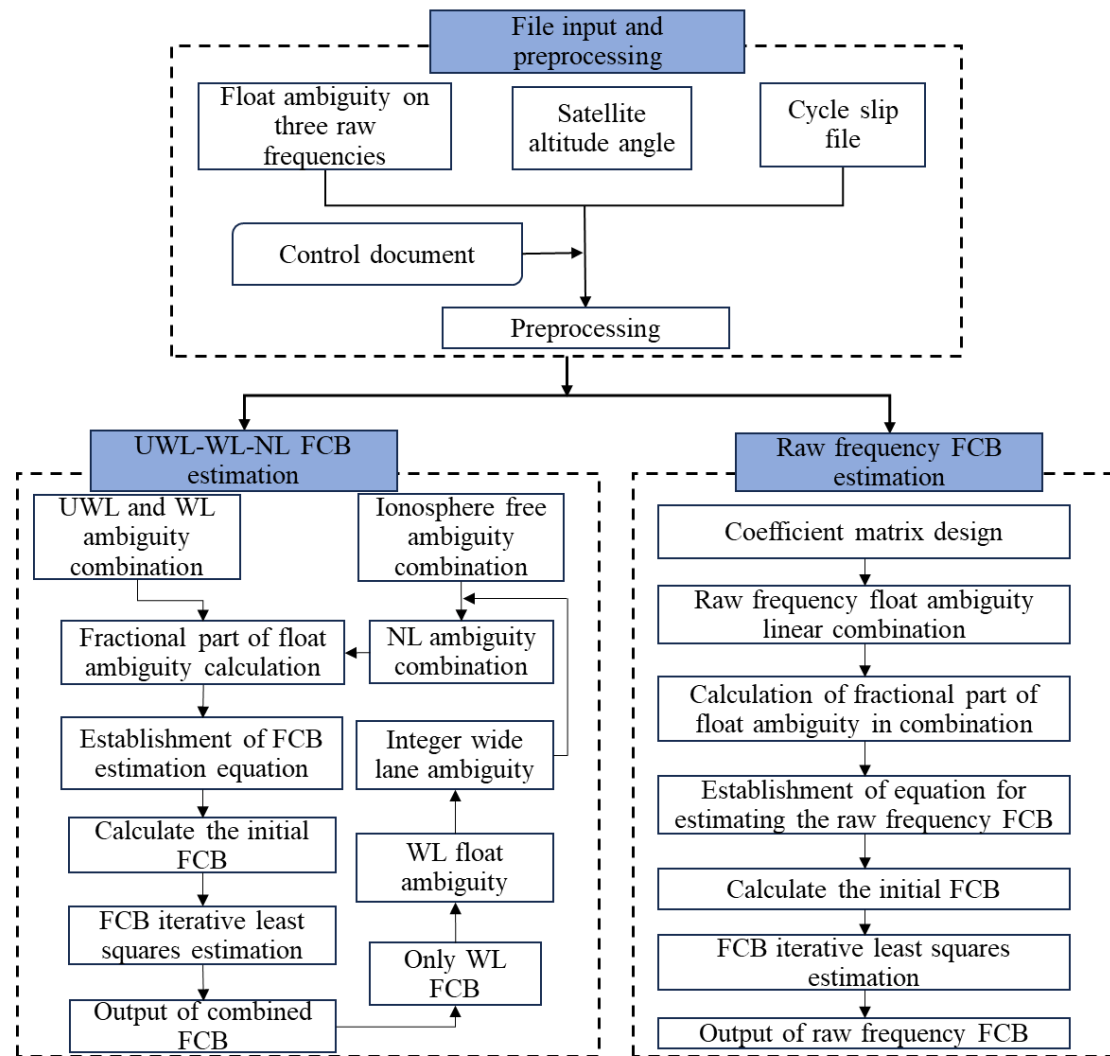 File input and
preprocessing
Float ambiguity on
three raw
frequencies
Satellite
altitude angle
Cycle slip
file
Control document
Preprocessing
UWL-WL-NL FCB
estimation
UWL and WL
ambiguity
combination
Ionosphere free
ambiguity
combination
Fractional part of float
ambiguity calculation
NL ambiguity
combination
Establishment of FCB
estimation equation
Integer wide
lane ambiguity
Calculate the initial
FCB
WL float
ambiguity
FCB iterative least
squares estimation
Only WL
FCB
Output of combined
FCB
Raw frequency FCB
estimation
Coefficient matrix design
Raw frequency float ambiguity
linear combination
Calculation of fractional part of
float ambiguity in combination
Establishment of equation for
estimating the raw frequency FCB
Calculate the initial FCB
FCB iterative least squares
estimation
Output of raw frequency FCB